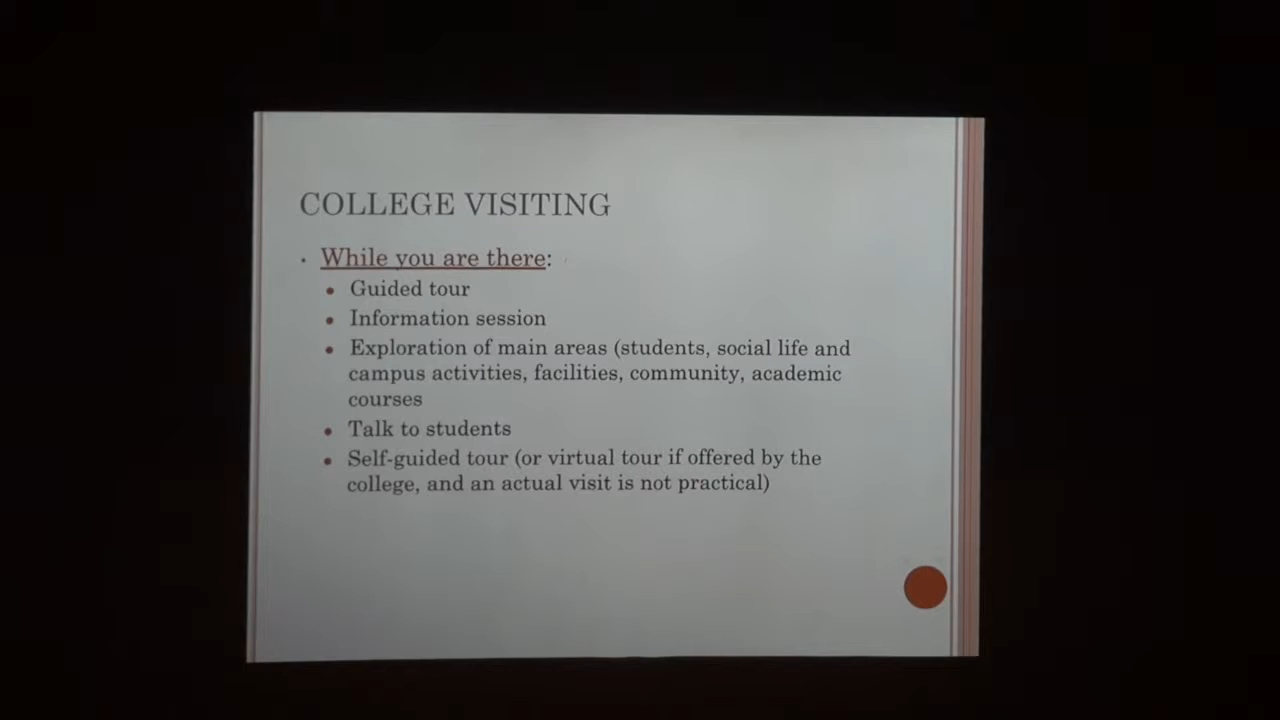 COLLEGE VISITING
• While you are there:
• Guided tour
• Information session
• Exploration of main areas (students, social life and
campus activities, facilities, community, academic
courses
• Talk to students
• Self-guided tour (or virtual tour if offered by the
college, and an actual visit is not practical)